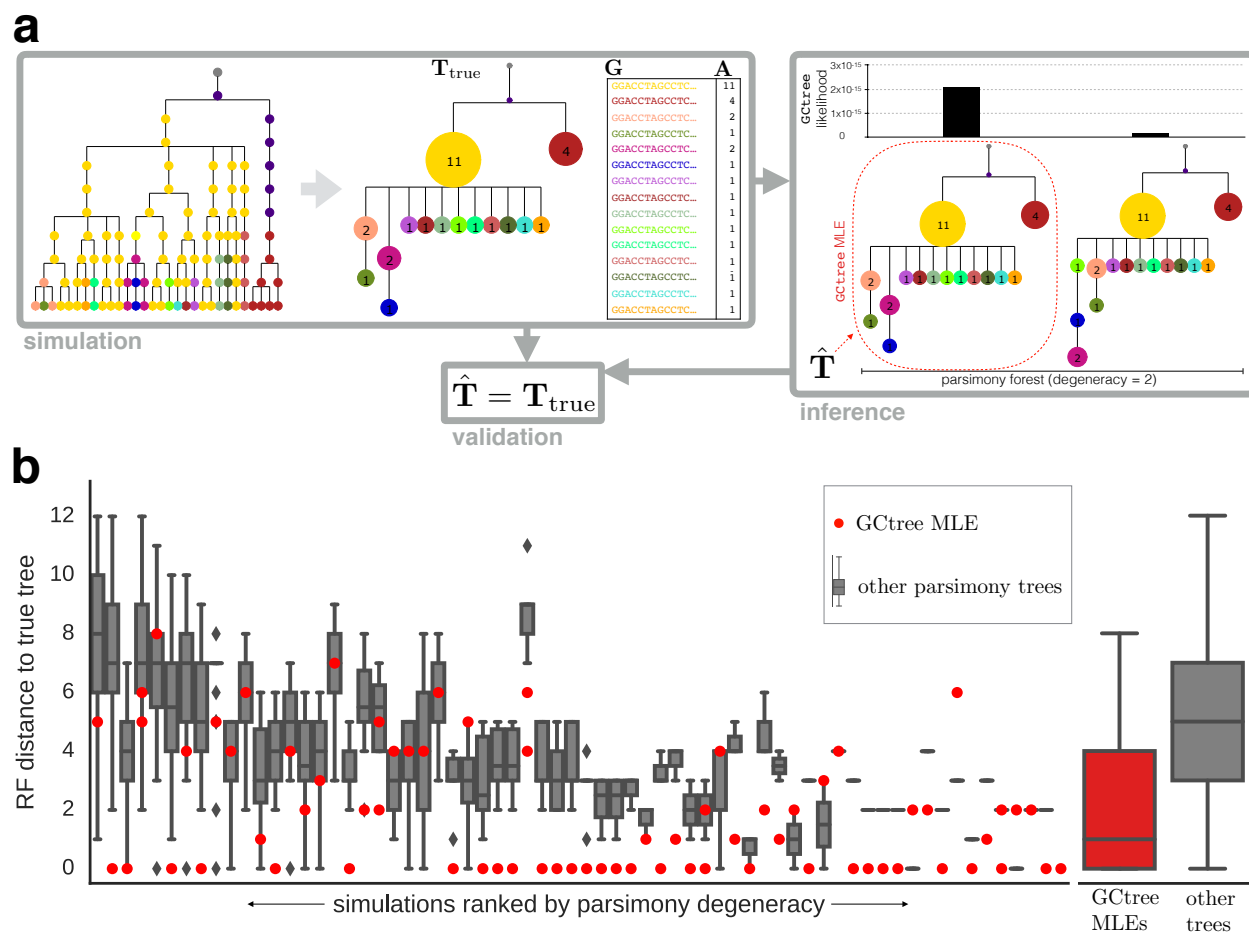 a
T_true
G A
GGACCTAGCCTC… 11
GGACCTAGCCTC… 4
GGACCTAGCCTC… 2
GGACCTAGCCTC… 1
GGACCTAGCCTC… 2
GGACCTAGCCTC… 1
GGACCTAGCCTC… 1
GGACCTAGCCTC… 1
GGACCTAGCCTC… 1
GGACCTAGCCTC… 1
GGACCTAGCCTC… 1
GGACCTAGCCTC… 1
GGACCTAGCCTC… 1
GGACCTAGCCTC… 1
GGACCTAGCCTC… 1
11
4
2
1 1 1 1 1 1 1 1 1
2
1
1
simulation
GCtree
likelihood
3x10⁻¹⁵
2x10⁻¹⁵
1x10⁻¹⁵
0
11
4
2
1 1 1 1 1 1 1 1 1
2
1
1
GCtree MLE
T̂
11
4
1 2 1 1 1 1 1 1 1 1 1
1
1
2
parsimony forest (degeneracy = 2)
inference
T̂ = T_true
validation
b
RF distance to true tree
12
10
8
6
4
2
0
GCtree MLE
other parsimony trees
simulations ranked by parsimony degeneracy
GCtree
MLEs
other
trees